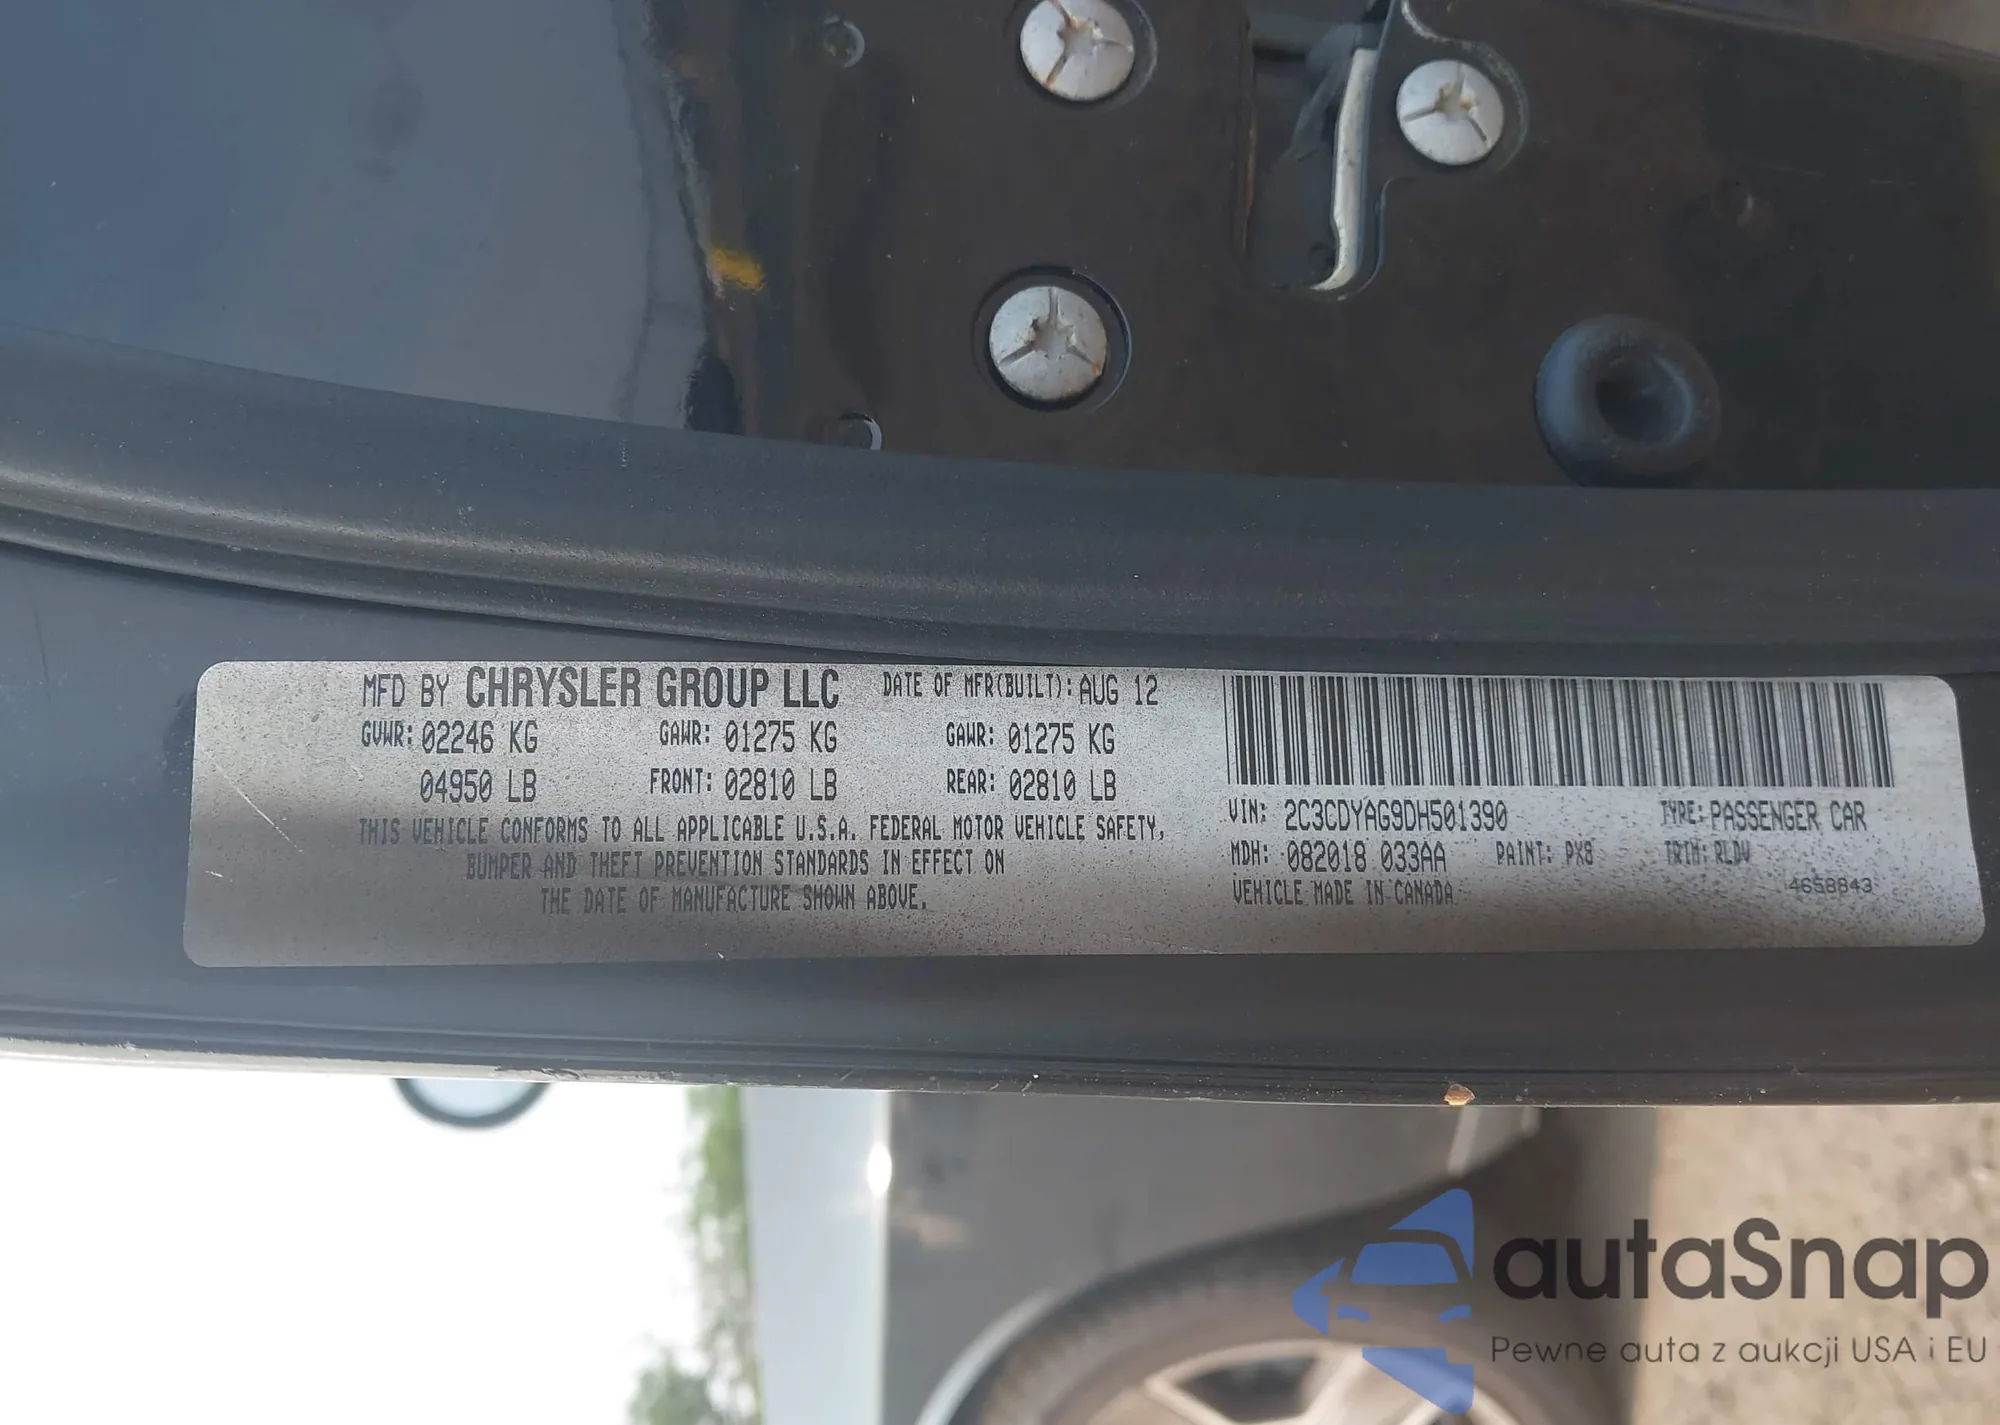 MFD BY CHRYSLER GROUP LLC DATE OF MFR(BUILT): AUG 12
GVWR: 02246 KG GAWR: 01275 KG GAWR: 01275 KG
04950 LB FRONT: 02810 LB REAR: 02810 LB
THIS VEHICLE CONFORMS TO ALL APPLICABLE U.S.A. FEDERAL MOTOR VEHICLE SAFETY,
BUMPER AND THEFT PREVENTION STANDARDS IN EFFECT ON
THE DATE OF MANUFACTURE SHOWN ABOVE.
VIN: 2C3CDYAG9DH501390 TYPE: PASSENGER CAR
MDH: 082018 033AA PAINT: PX8 TRIM: RLDV
VEHICLE MADE IN CANADA 4658843
autaSnap
Pewne auta z aukcji USA i EU